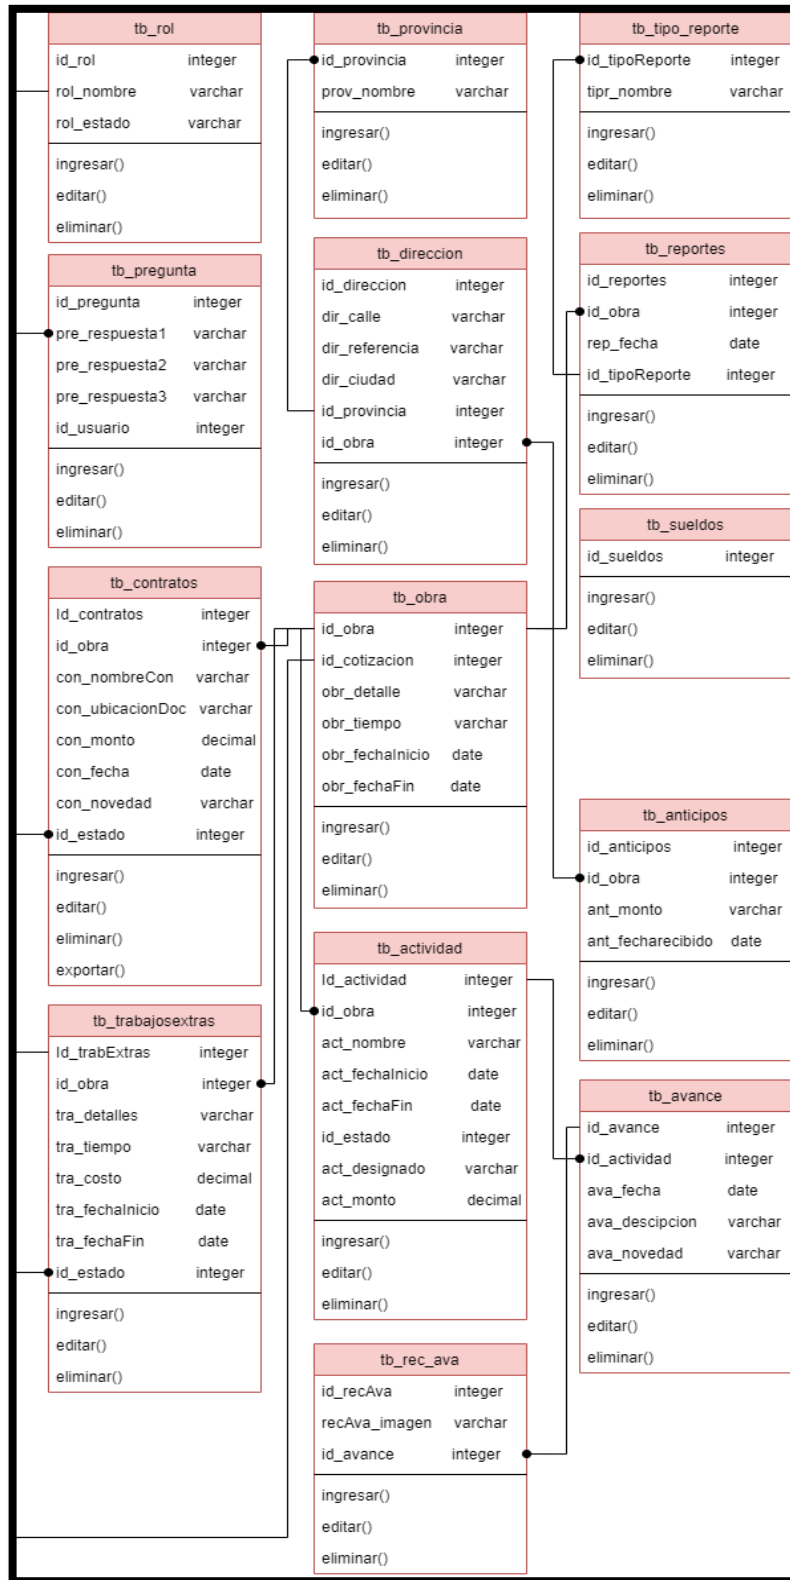 tb_rol
id_rol integer
rol_nombre varchar
rol_estado varchar
ingresar()
editar()
eliminar()
tb_pregunta
id_pregunta integer
pre_respuesta1 varchar
pre_respuesta2 varchar
pre_respuesta3 varchar
id_usuario integer
ingresar()
editar()
eliminar()
tb_contratos
Id_contratos integer
id_obra integer
con_nombreCon varchar
con_ubicacionDoc varchar
con_monto decimal
con_fecha date
con_novedad varchar
id_estado integer
ingresar()
editar()
eliminar()
exportar()
tb_trabajosextras
Id_trabExtras integer
id_obra integer
tra_detalles varchar
tra_tiempo varchar
tra_costo decimal
tra_fechaInicio date
tra_fechaFin date
id_estado integer
ingresar()
editar()
eliminar()
tb_provincia
id_provincia integer
prov_nombre varchar
ingresar()
editar()
eliminar()
tb_direccion
id_direccion integer
dir_calle varchar
dir_referencia varchar
dir_ciudad varchar
id_provincia integer
id_obra integer
ingresar()
editar()
eliminar()
tb_obra
id_obra integer
id_cotizacion integer
obr_detalle varchar
obr_tiempo varchar
obr_fechaInicio date
obr_fechaFin date
ingresar()
editar()
eliminar()
tb_actividad
Id_actividad integer
id_obra integer
act_nombre varchar
act_fechaInicio date
act_fechaFin date
id_estado integer
act_designado varchar
act_monto decimal
ingresar()
editar()
eliminar()
tb_rec_ava
id_recAva integer
recAva_imagen varchar
id_avance integer
ingresar()
editar()
eliminar()
tb_tipo_reporte
id_tipoReporte integer
tipr_nombre varchar
ingresar()
editar()
eliminar()
tb_reportes
id_reportes integer
id_obra integer
rep_fecha date
id_tipoReporte integer
ingresar()
editar()
eliminar()
tb_sueldos
id_sueldos integer
ingresar()
editar()
eliminar()
tb_anticipos
id_anticipos integer
id_obra integer
ant_monto varchar
ant_fecharecibido date
ingresar()
editar()
eliminar()
tb_avance
id_avance integer
id_actividad integer
ava_fecha date
ava_descipcion varchar
ava_novedad varchar
ingresar()
editar()
eliminar()